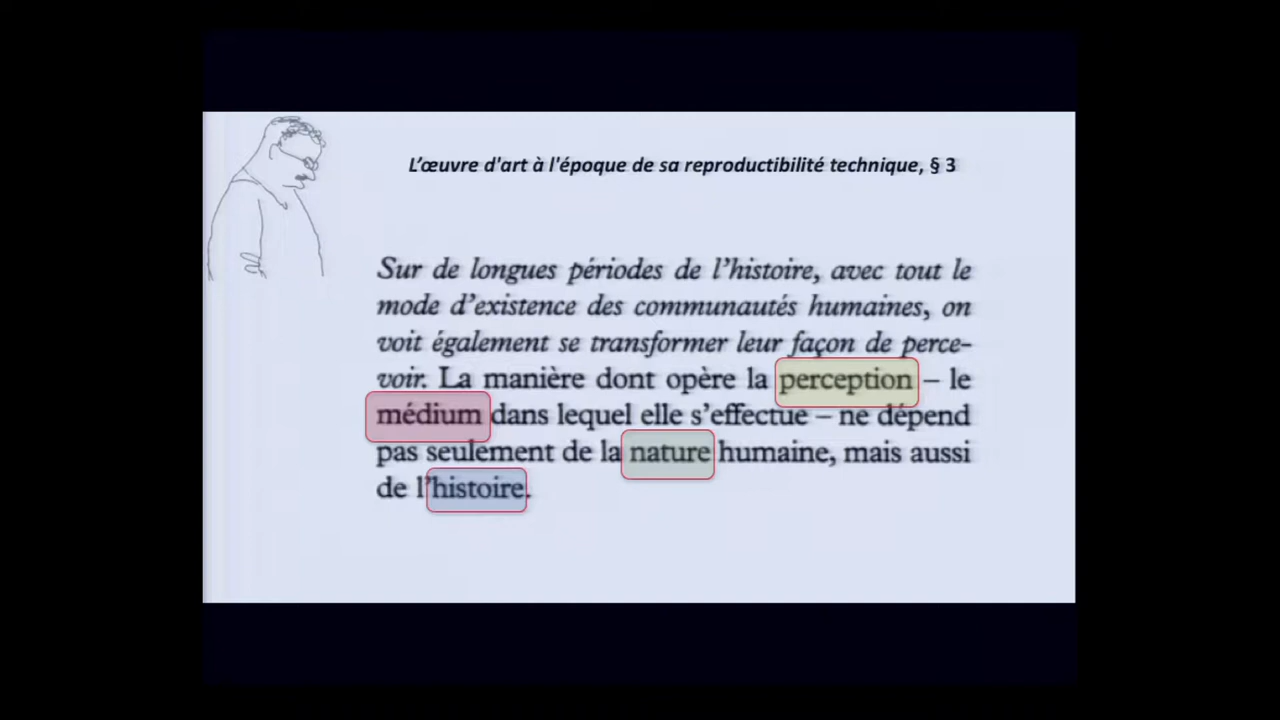 L’œuvre d'art à l'époque de sa reproductibilité technique, § 3
Sur de longues périodes de l’histoire, avec tout le
mode d’existence des communautés humaines, on
voit également se transformer leur façon de perce-
voir. La manière dont opère la perception – le
médium dans lequel elle s’effectue – ne dépend
pas seulement de la nature humaine, mais aussi
de l’histoire.